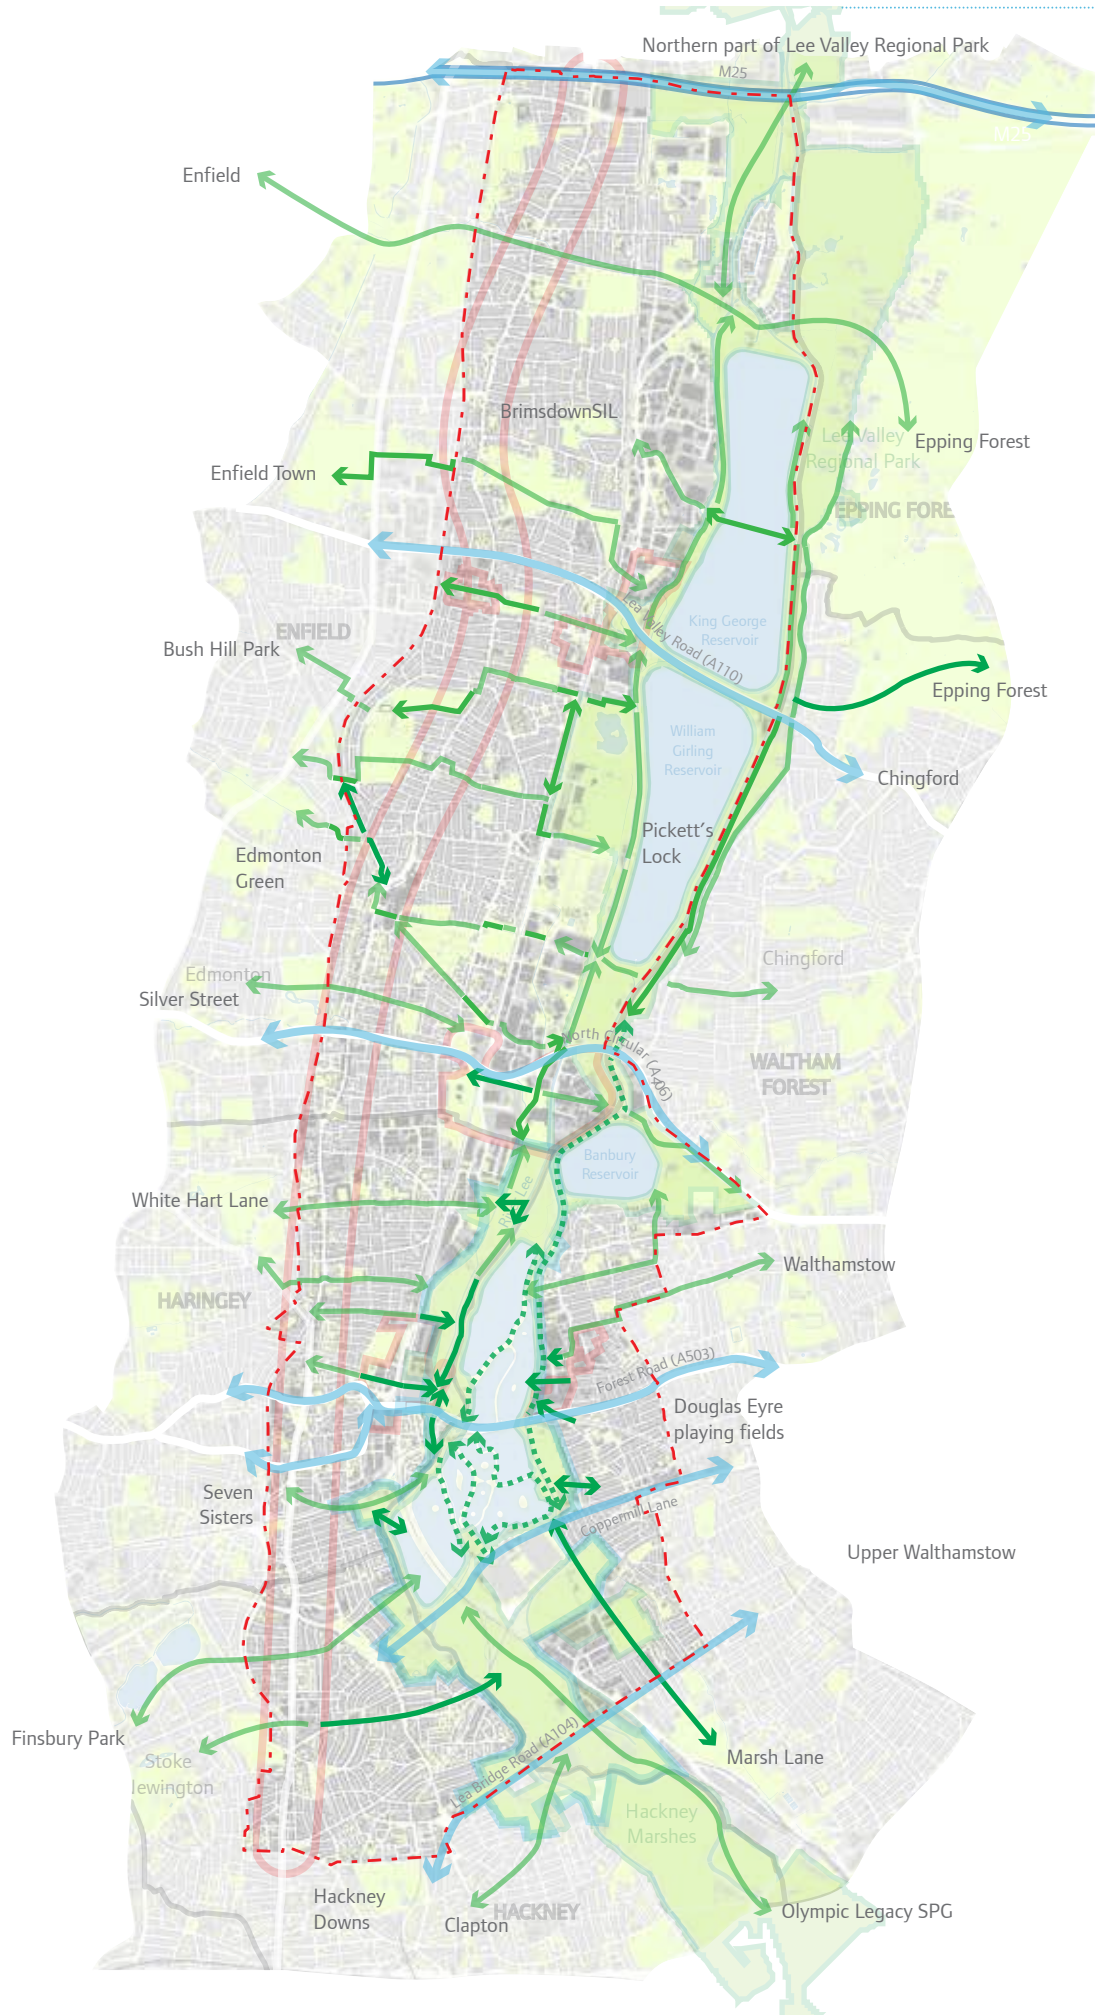 Northern part of Lee Valley Regional Park
M25
M25
Enfield
BrimsdownSIL
Lee Valley
Regional Park
Epping Forest
Enfield Town
EPPING FORE
Lea Valley Road (A110)
King George
Reservoir
ENFIELD
Bush Hill Park
Epping Forest
William
Girling
Reservoir
Chingford
Pickett's
Lock
Edmonton
Green
Chingford
Edmonton
Silver Street
North Circular (A406)
WALTHAM
FOREST
Banbury
Reservoir
Lee
White Hart Lane
Walthamstow
HARINGEY
Forest Road (A503)
Douglas Eyre
playing fields
Seven
Sisters
Coppermill Lane
Upper Walthamstow
Finsbury Park
Lea Bridge Road (A104)
Marsh Lane
Stoke
lewington
Hackney
Marshes
Hackney
Downs
Clapton
HACKNEY
Olympic Legacy SPG